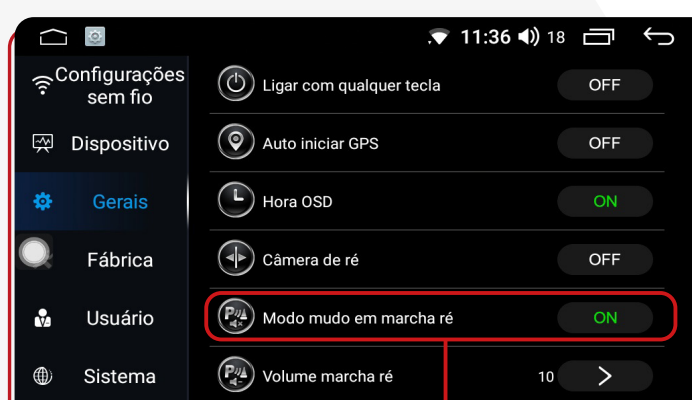 11:36 18
Configurações
sem fio
Dispositivo
Gerais
Fábrica
Usuário
Sistema
Ligar com qualquer tecla OFF
Auto iniciar GPS OFF
Hora OSD ON
Câmera de ré OFF
Modo mudo em marcha ré ON
Volume marcha ré 10